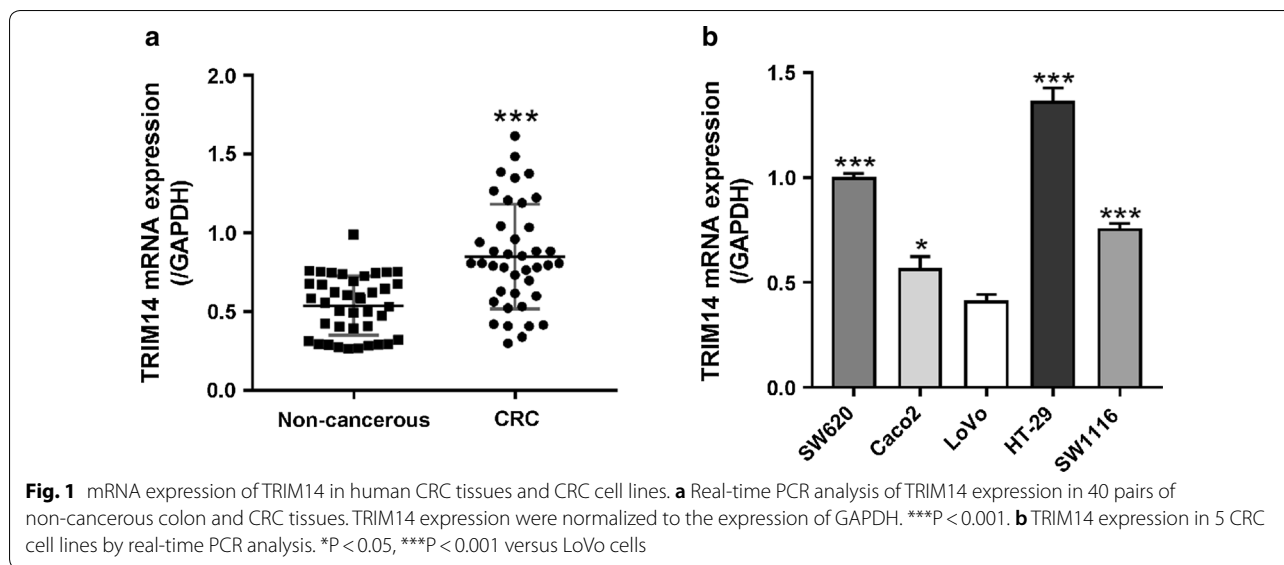 a
TRIM14 mRNA expression
(/GAPDH)
2.0
1.5
1.0
0.5
0.0
***
Non-cancerous
CRC
b
TRIM14 mRNA expression
(/GAPDH)
1.5
1.0
0.5
0.0
***
*
***
***
SW620
Caco2
LoVo
HT-29
SW1116
Fig. 1 mRNA expression of TRIM14 in human CRC tissues and CRC cell lines. a Real-time PCR analysis of TRIM14 expression in 40 pairs of
non-cancerous colon and CRC tissues. TRIM14 expression were normalized to the expression of GAPDH. ***P < 0.001. b TRIM14 expression in 5 CRC
cell lines by real-time PCR analysis. *P < 0.05, ***P < 0.001 versus LoVo cells